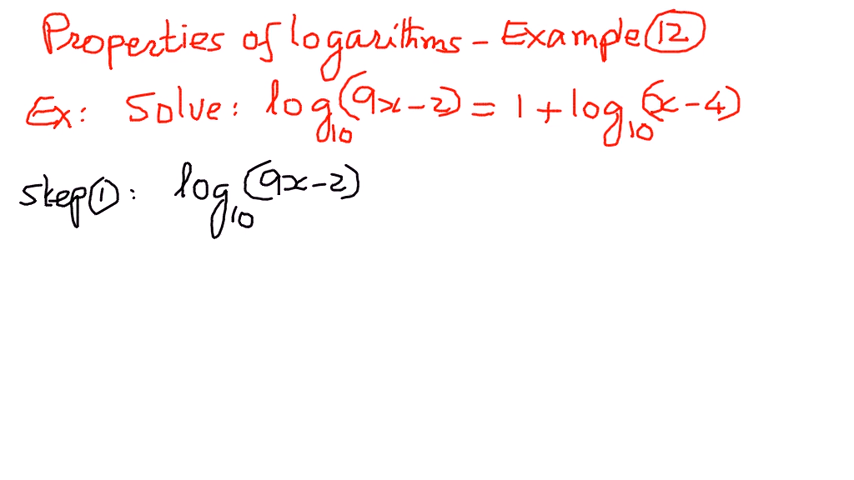 Properties of logarithms - Example 12
Ex: Solve: log₁₀(9x-2) = 1 + log₁₀(x-4)
Step 1: log₁₀(9x-2)